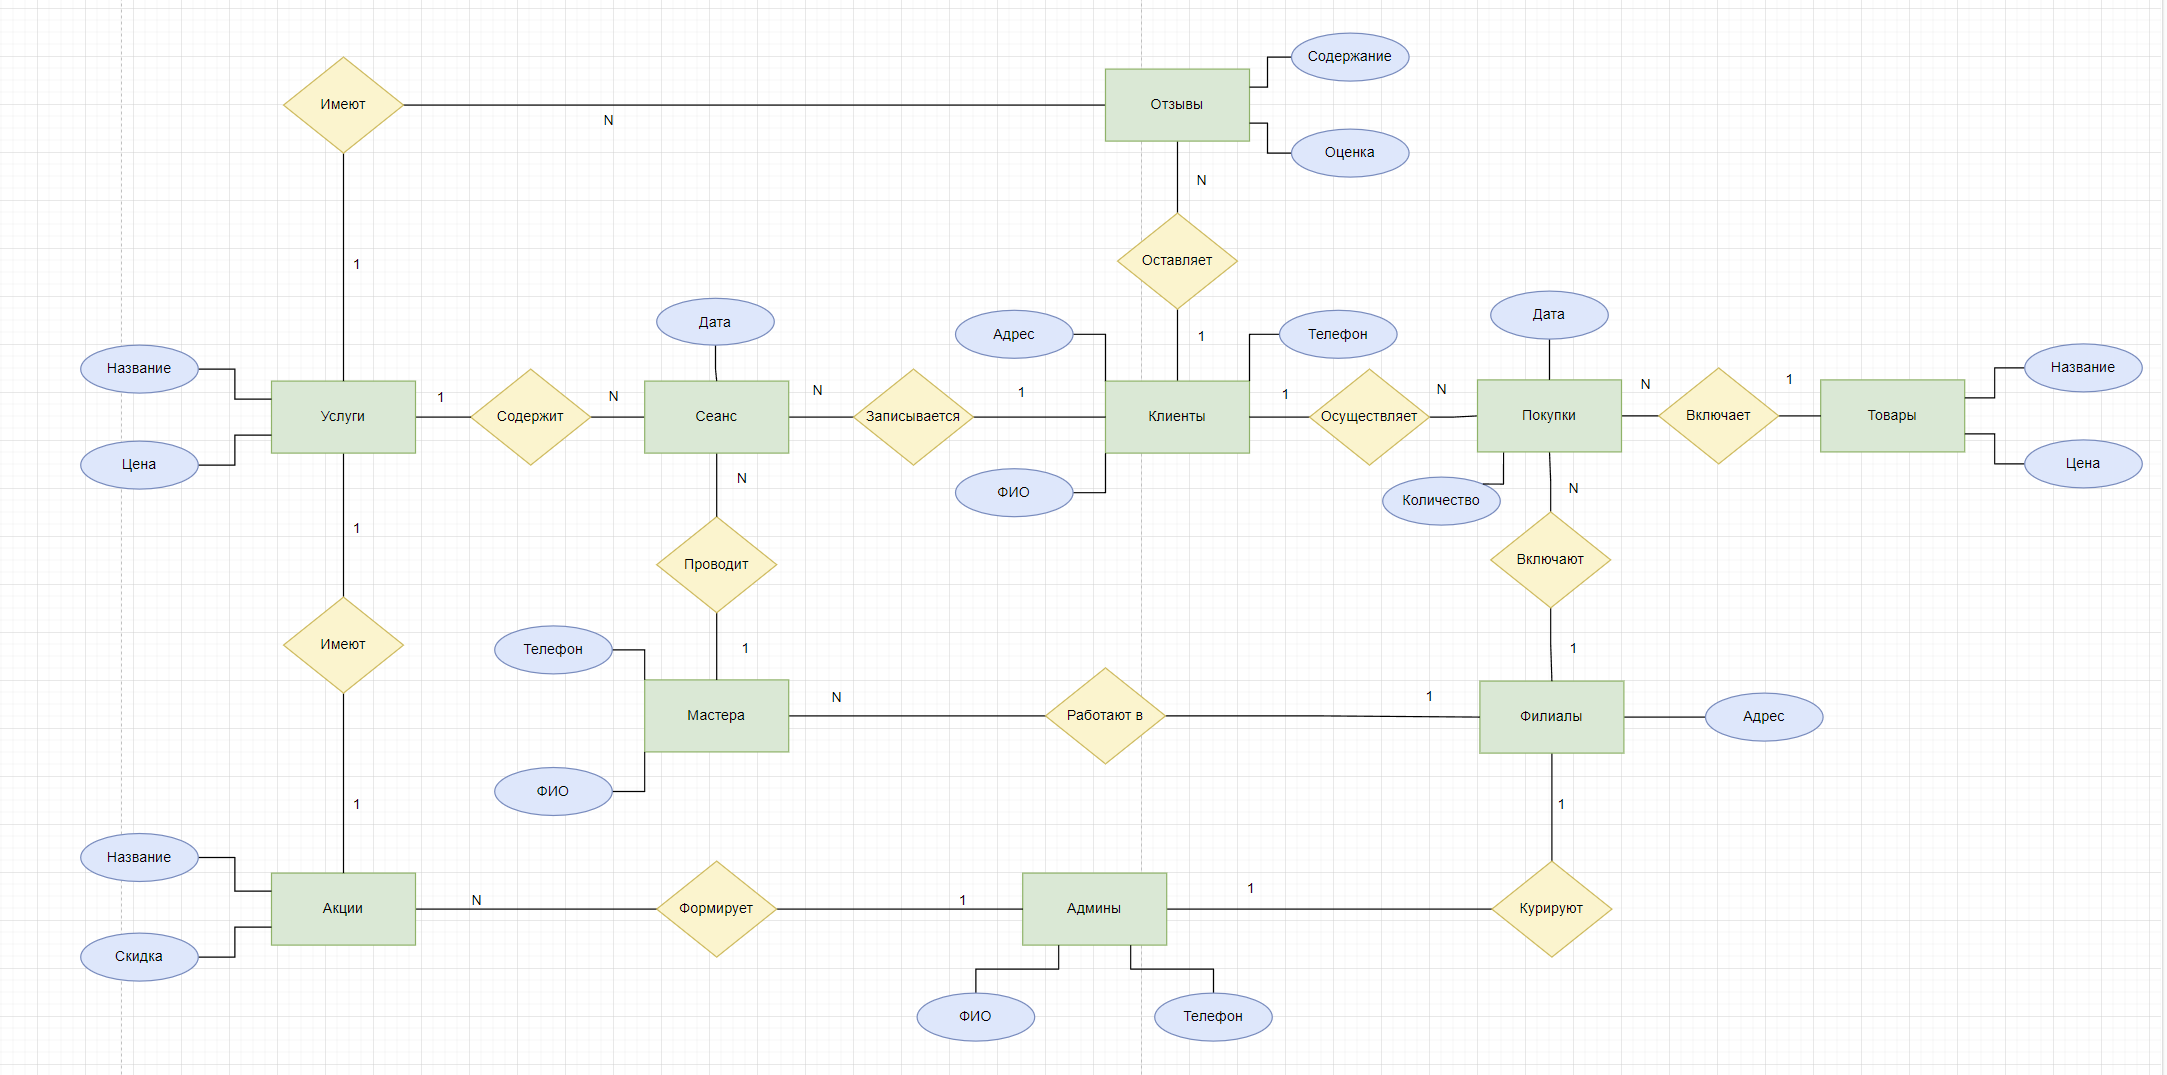 Содержание
Имеют
Отзывы
N
Оценка
N
Оставляет
1
Дата
Дата
Адрес
1
Телефон
Название
Название
1
N
N
1
1
N
N
1
Услуги
Содержит
Сеанс
Записывается
Клиенты
Осуществляет
Покупки
Включает
Товары
Цена
Цена
N
ФИО
Количество
N
1
Проводит
Включают
Имеют
Телефон
1
1
N
1
Мастера
Работают в
Филиалы
Адрес
ФИО
1
1
Название
N
1
1
Акции
Формирует
Админы
Курируют
Скидка
ФИО
Телефон